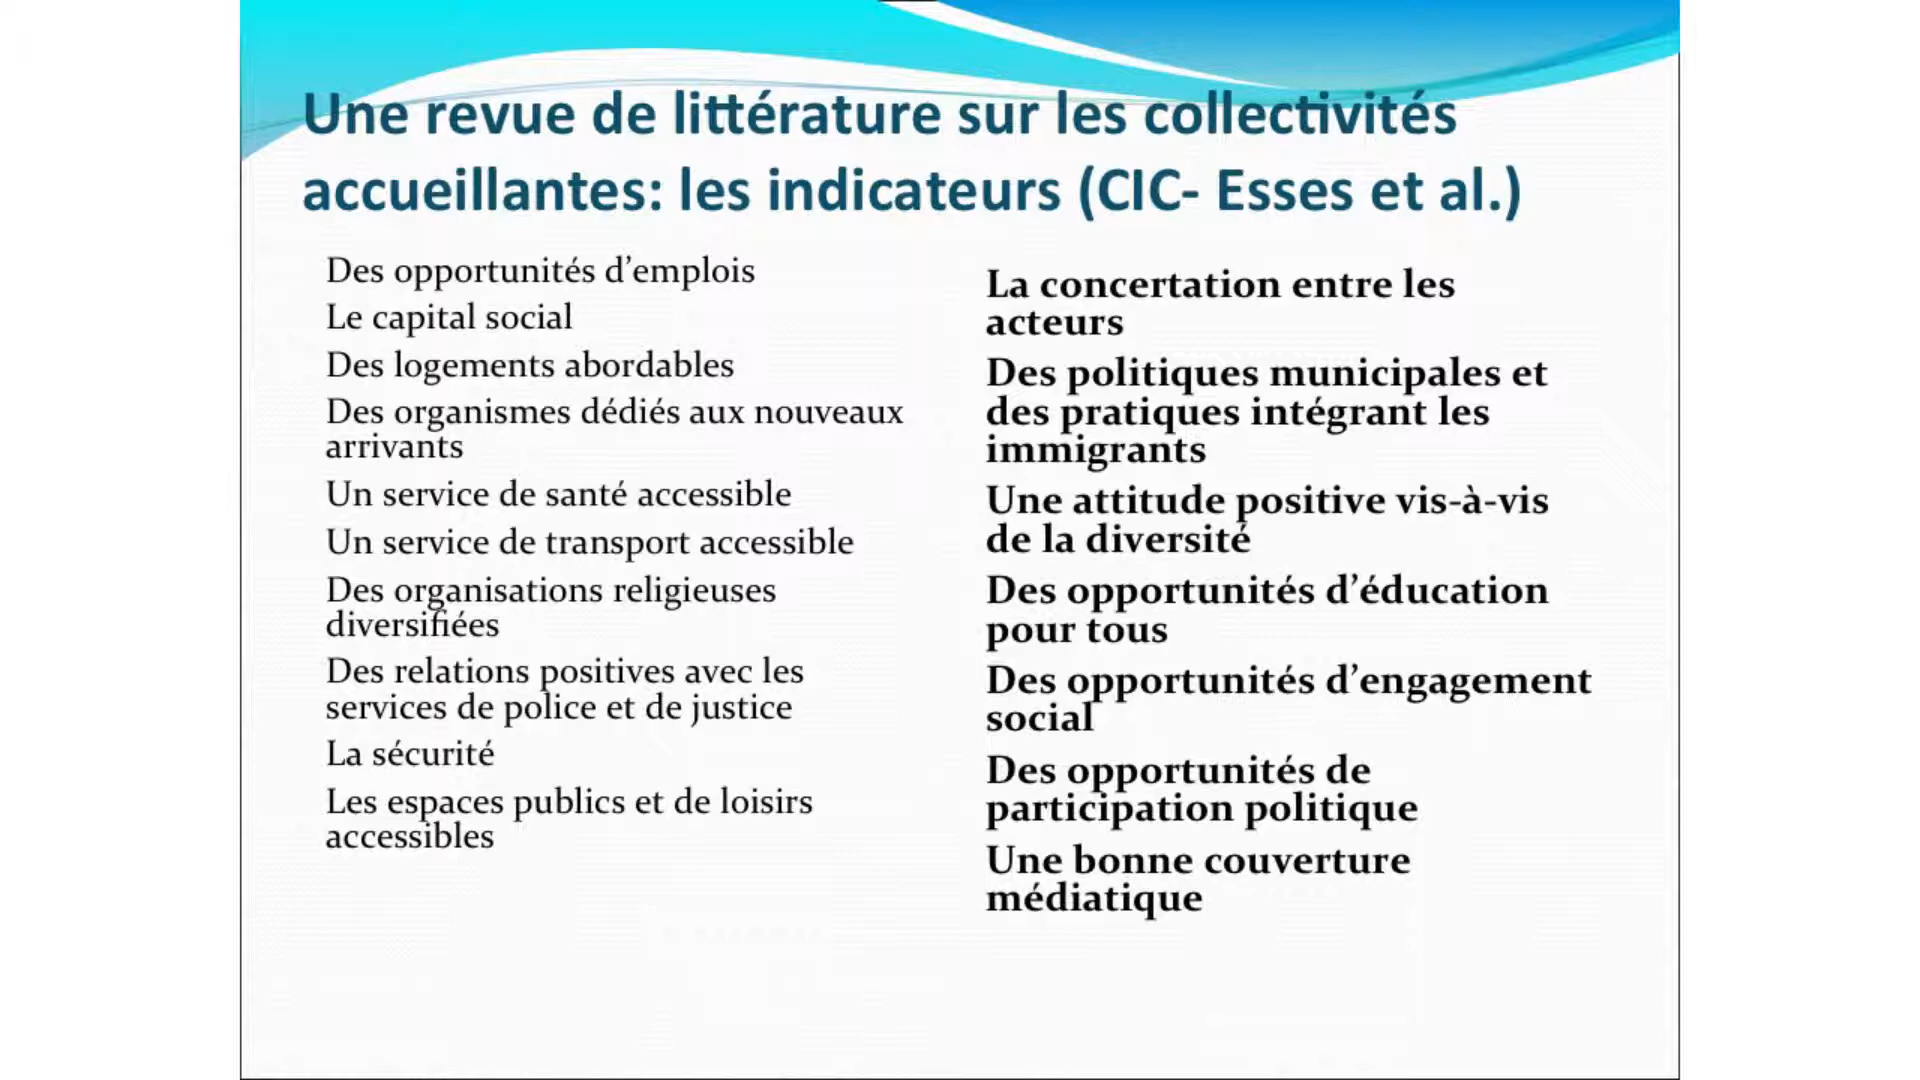 Une revue de littérature sur les collectivités
accueillantes: les indicateurs (CIC- Esses et al.)
Des opportunités d’emplois
Le capital social
Des logements abordables
Des organismes dédiés aux nouveaux
arrivants
Un service de santé accessible
Un service de transport accessible
Des organisations religieuses
diversifiées
Des relations positives avec les
services de police et de justice
La sécurité
Les espaces publics et de loisirs
accessibles
La concertation entre les
acteurs
Des politiques municipales et
des pratiques intégrant les
immigrants
Une attitude positive vis-à-vis
de la diversité
Des opportunités d’éducation
pour tous
Des opportunités d’engagement
social
Des opportunités de
participation politique
Une bonne couverture
médiatique